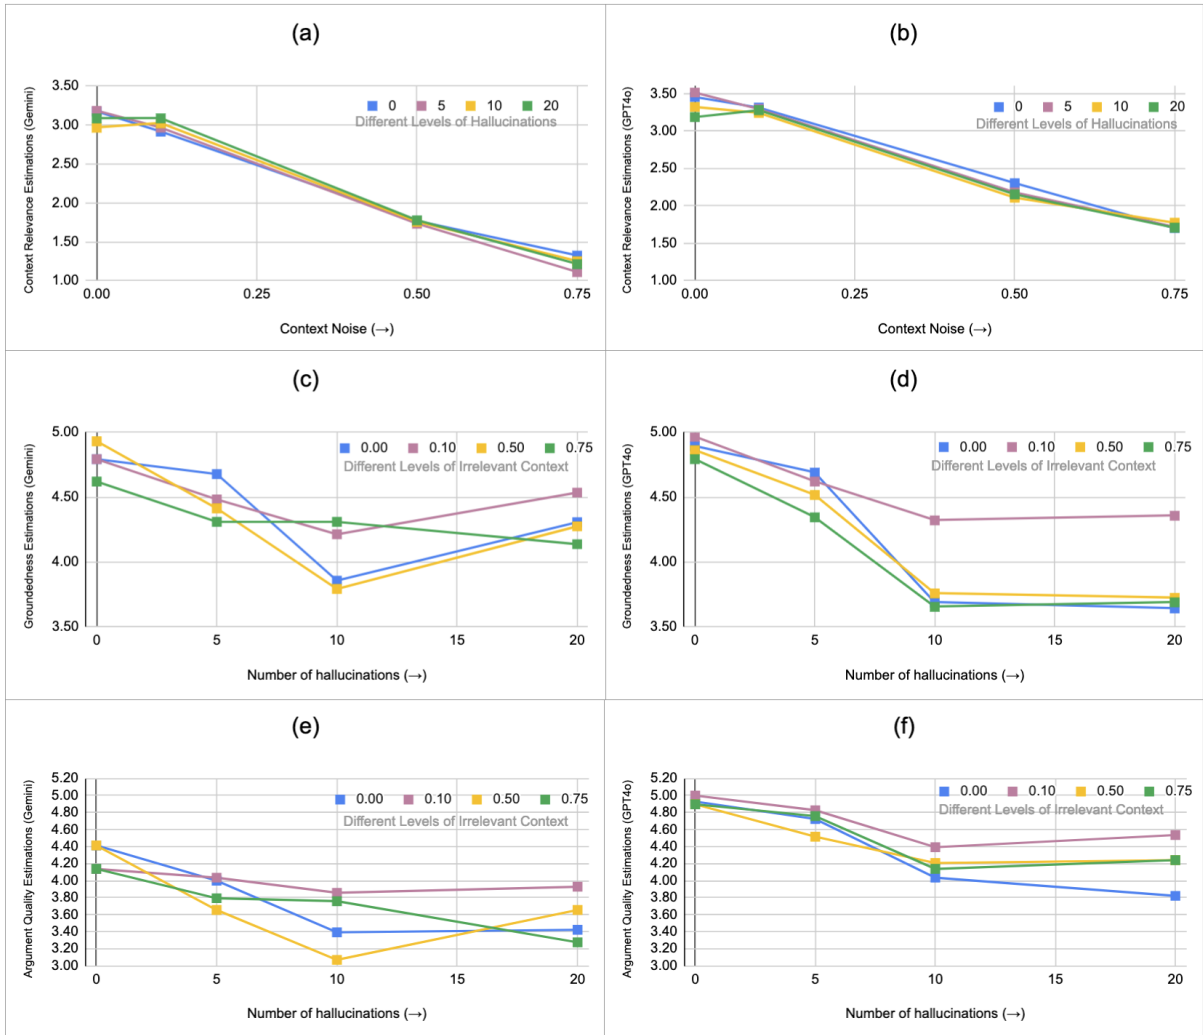 (a)
Context Relevance Estimations (Gemini)
3.50
3.00
2.50
2.00
1.50
1.00
0 5 10 20
Different Levels of Hallucinations
0.00 0.25 0.50 0.75
Context Noise (→)
(b)
Context Relevance Estimations (GPT4o)
3.50
3.00
2.50
2.00
1.50
1.00
0 5 10 20
Different Levels of Hallucinations
0.00 0.25 0.50 0.75
Context Noise (→)
(c)
Groundedness Estimations (Gemini)
5.00
4.50
4.00
3.50
0.00 0.10 0.50 0.75
Different Levels of Irrelevant Context
0 5 10 15 20
Number of hallucinations (→)
(d)
Groundedness Estimations (GPT4o)
5.00
4.50
4.00
3.50
0.00 0.10 0.50 0.75
Different Levels of Irrelevant Context
0 5 10 15 20
Number of hallucinations (→)
(e)
Argument Quality Estimations (Gemini)
5.20
5.00
4.80
4.60
4.40
4.20
4.00
3.80
3.60
3.40
3.20
3.00
0.00 0.10 0.50 0.75
Different Levels of Irrelevant Context
0 5 10 15 20
Number of hallucinations (→)
(f)
Argument Quality Estimations (GPT4o)
5.20
5.00
4.80
4.60
4.40
4.20
4.00
3.80
3.60
3.40
3.20
3.00
0.00 0.10 0.50 0.75
Different Levels of Irrelevant Context
0 5 10 15 20
Number of hallucinations (→)